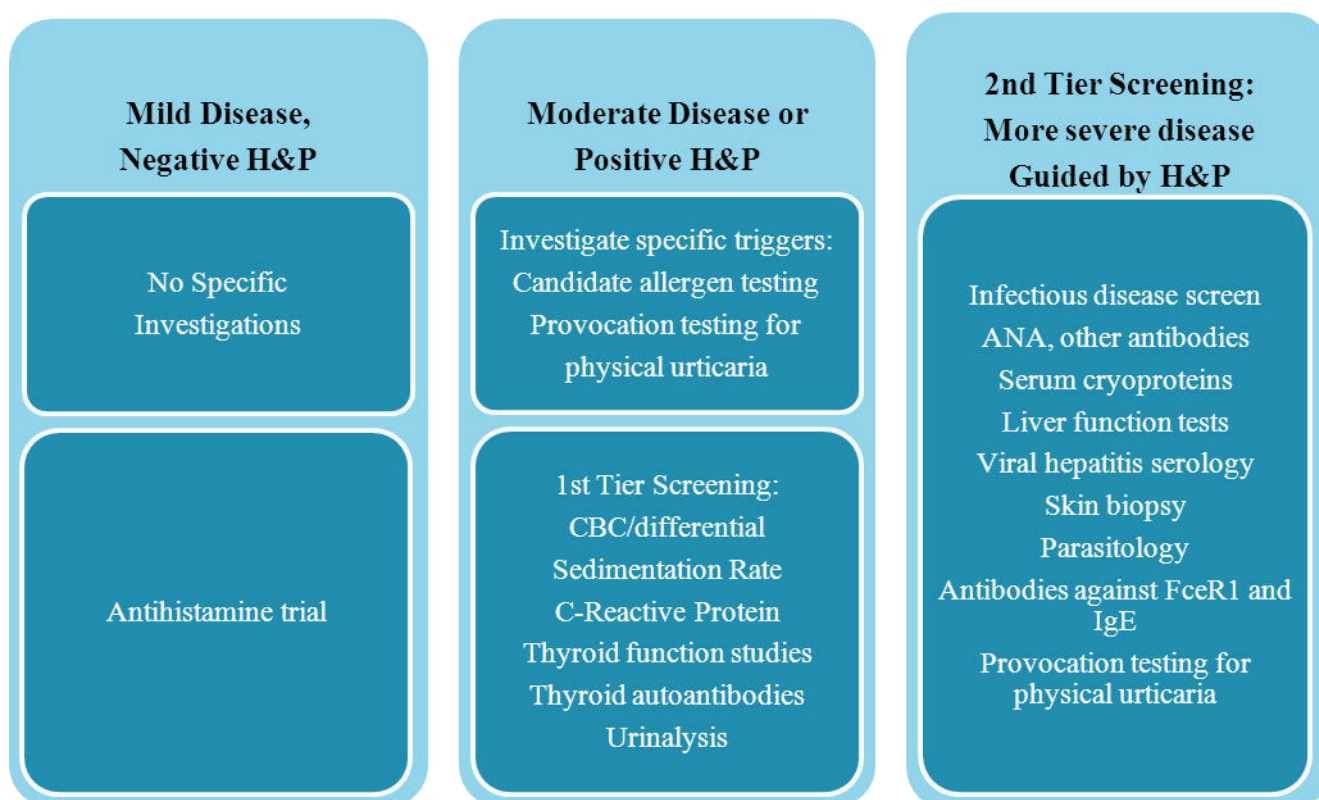 Mild Disease,
Negative H&P
No Specific
Investigations
Antihistamine trial
Moderate Disease or
Positive H&P
Investigate specific triggers:
Candidate allergen testing
Provocation testing for
physical urticaria
1st Tier Screening:
CBC/differential
Sedimentation Rate
C-Reactive Protein
Thyroid function studies
Thyroid autoantibodies
Urinalysis
2nd Tier Screening:
More severe disease
Guided by H&P
Infectious disease screen
ANA, other antibodies
Serum cryoproteins
Liver function tests
Viral hepatitis serology
Skin biopsy
Parasitology
Antibodies against FceR1 and
IgE
Provocation testing for
physical urticaria